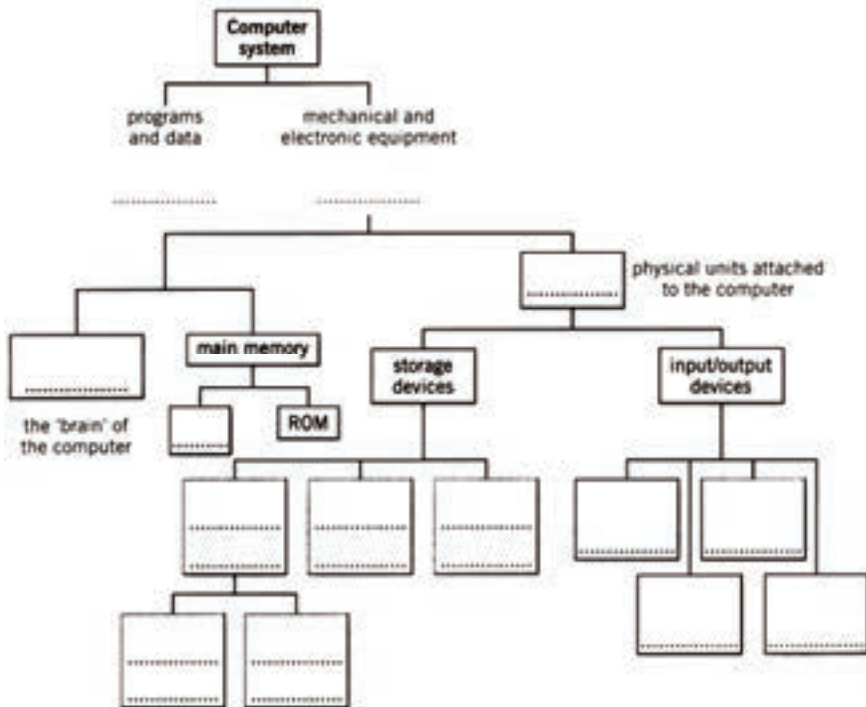 Computer
system
programs
and data
mechanical and
electronic equipment
physical units attached
to the computer
main memory
storage
devices
input/output
devices
the 'brain' of
the computer
ROM